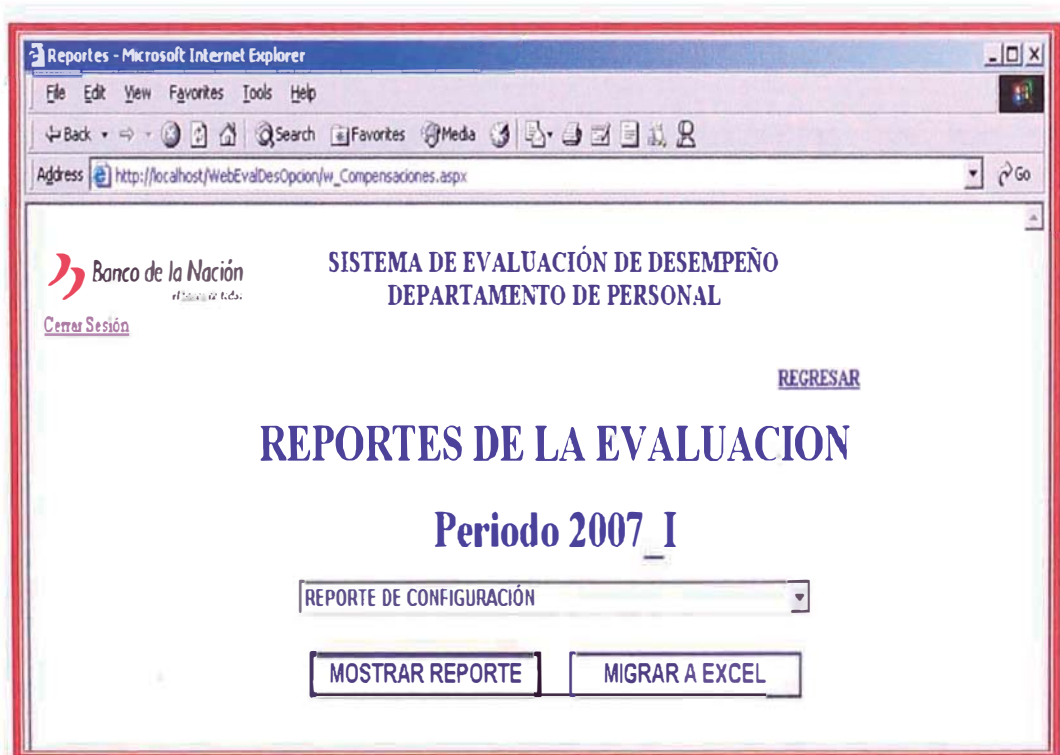 Reportes - Microsoft Internet Explorer
File Edit View Favorites Tools Help
Back Search Favorites Media
Address http://localhost/WebEvalDesOpcion/w_Compensaciones.aspx Go
Banco de la Nación
SISTEMA DE EVALUACIÓN DE DESEMPEÑO
DEPARTAMENTO DE PERSONAL
Cerrar Sesión
REGRESAR
REPORTES DE LA EVALUACION
Periodo 2007_I
REPORTE DE CONFIGURACIÓN
MOSTRAR REPORTE MIGRAR A EXCEL